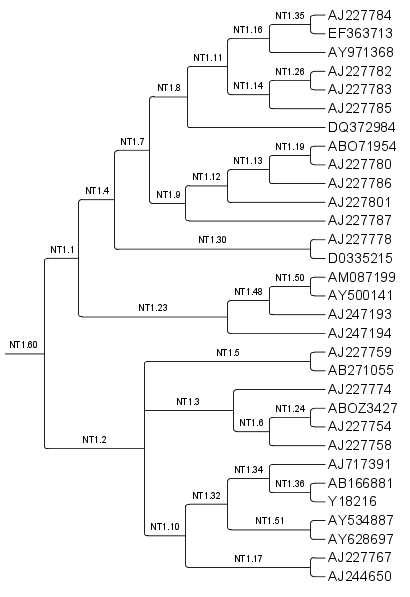 NT1.35 AJ227784
NT1.16 EF363713
AY971368
NT1.11
NT1.26 AJ227782
AJ227783
NT1.14
NT1.8 AJ227785
DQ372984
NT1.7
NT1.19 ABO71954
NT1.13 AJ227780
NT1.12 AJ227786
NT1.4 NT1.9 AJ227801
AJ227787
NT1.30 AJ227778
NT1.1 D0335215
NT1.50 AM087199
NT1.48 AY500141
NT1.23 AJ247193
AJ247194
NT1.60
NT1.5 AJ227759
AB271055
AJ227774
NT1.3 NT1.24 ABOZ3427
NT1.6 AJ227754
NT1.2 AJ227758
NT1.34 AJ717391
NT1.36 AB166881
NT1.32 Y18216
NT1.51 AY534887
NT1.10 AY628697
NT1.17 AJ227767
AJ244650